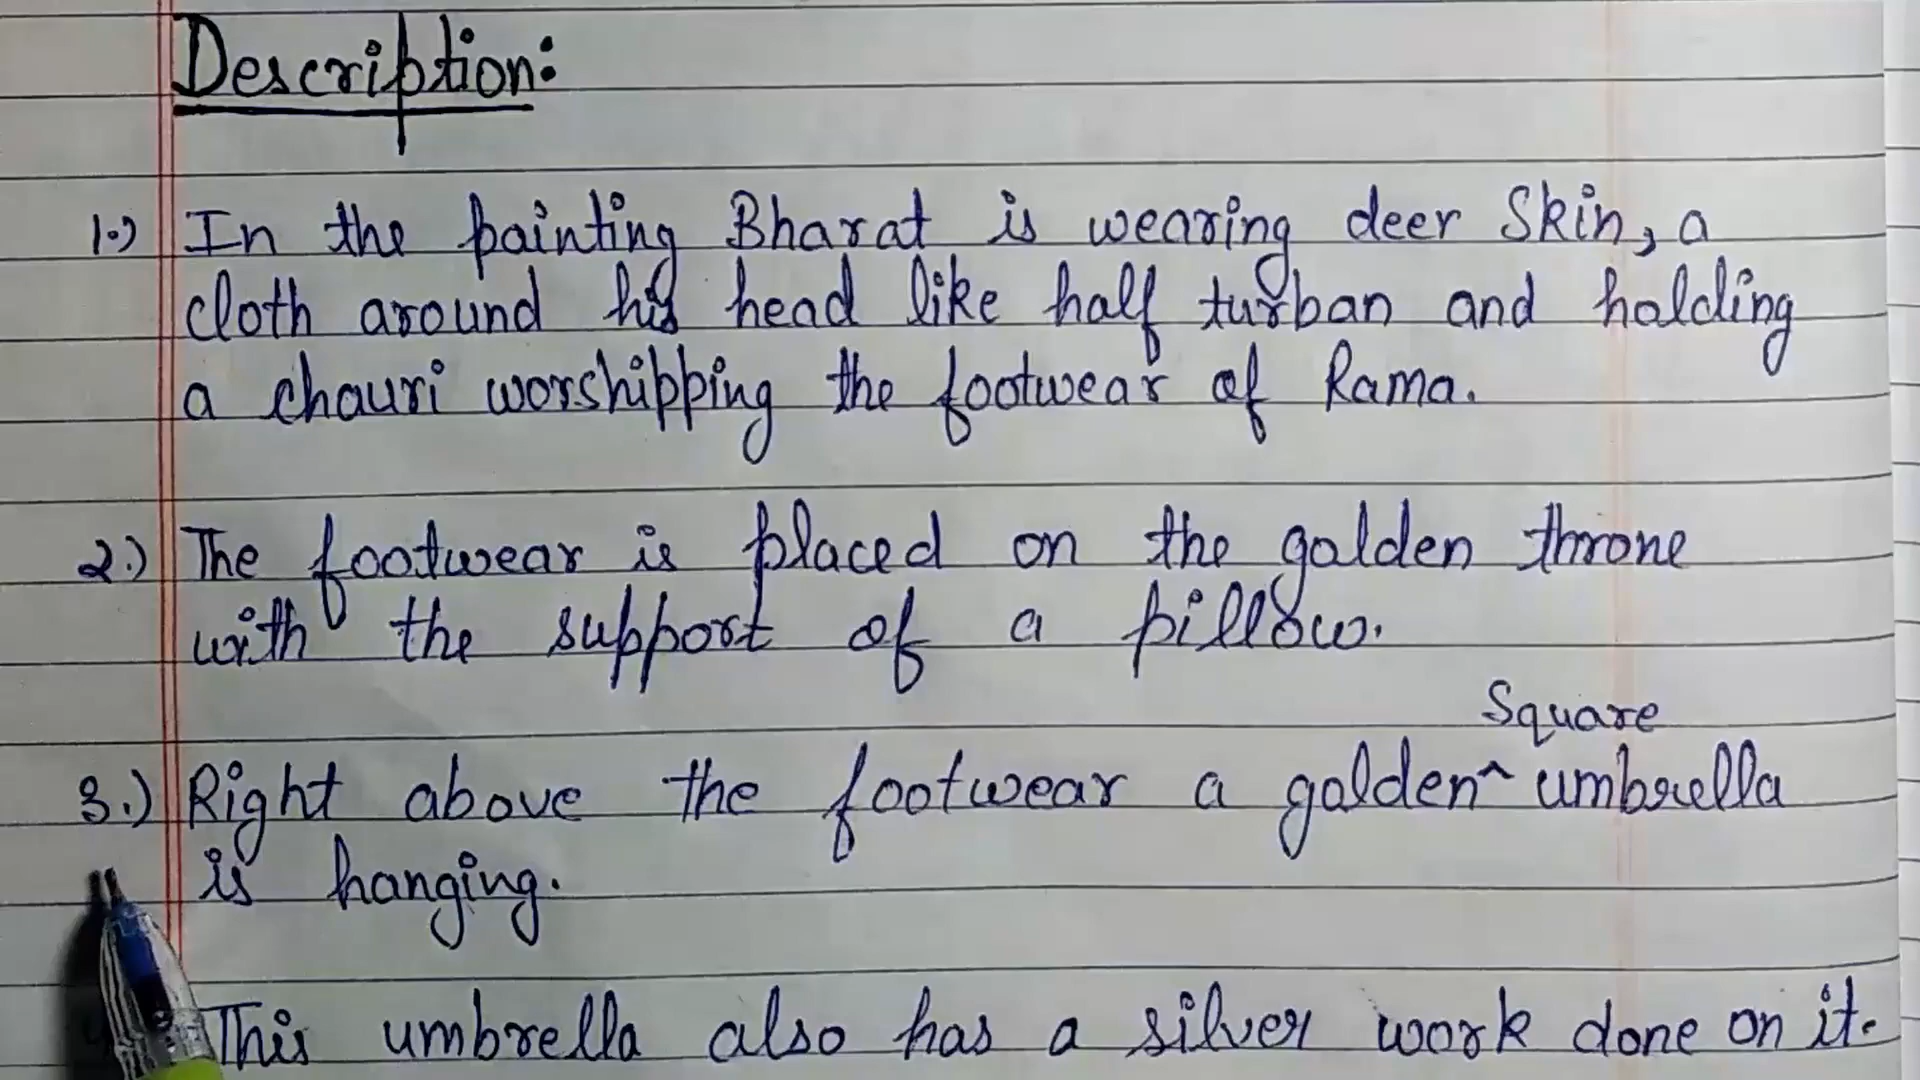 Description:
1.) In the painting Bharat is wearing deer Skin, a
cloth around his head like half turban and holding
a chauri worshipping the footwear of Rama.
2.) The footwear is placed on the golden throne
with the support of a pillow.
Square
3.) Right above the footwear a golden ^ umbrella
is hanging.
This umbrella also has a silver work done on it.